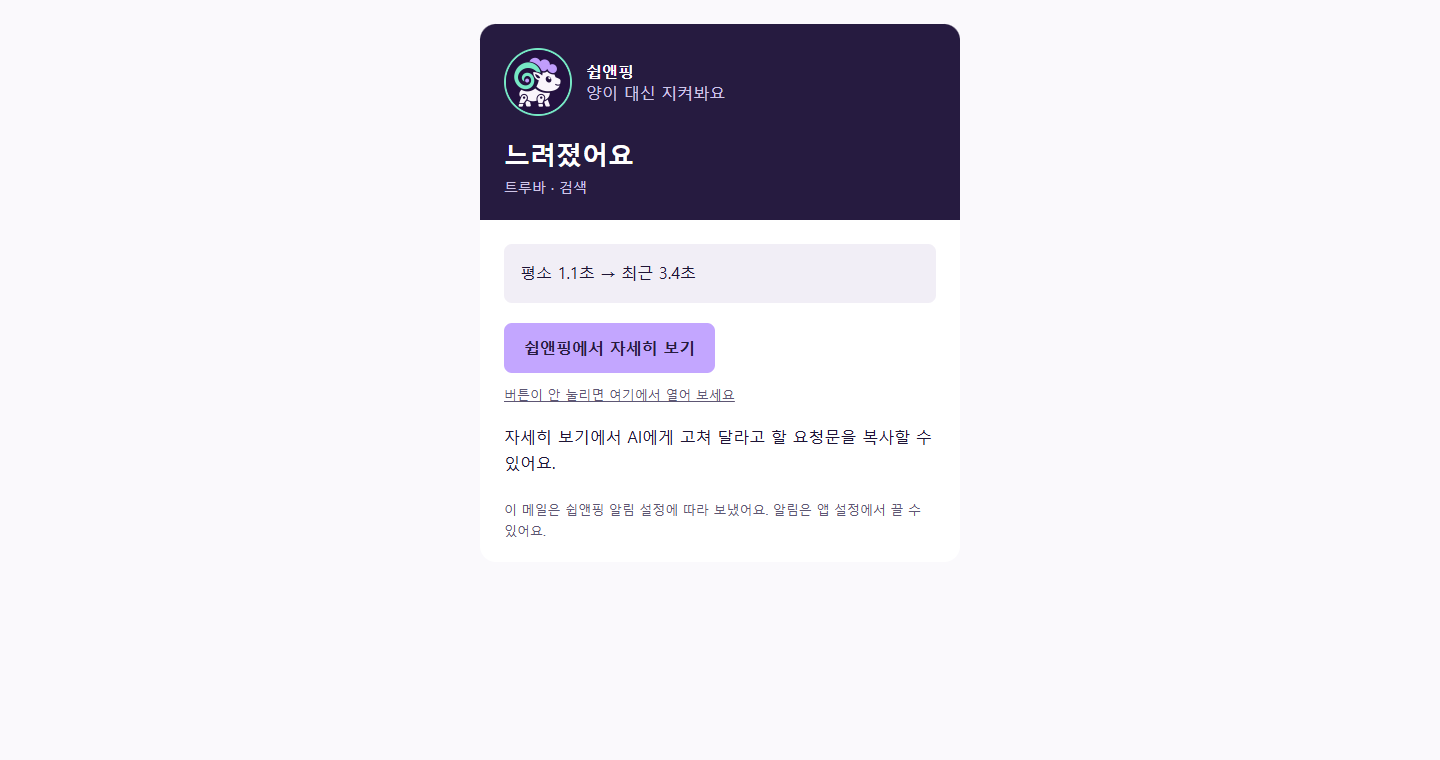 쉽앤핑
양이 대신 지켜봐요
느려졌어요
트루바 · 검색
평소 1.1초 → 최근 3.4초
쉽앤핑에서 자세히 보기
버튼이 안 눌리면 여기에서 열어 보세요
자세히 보기에서 AI에게 고쳐 달라고 할 요청문을 복사할 수
있어요.
이 메일은 쉽앤핑 알림 설정에 따라 보냈어요. 알림은 앱 설정에서 끌 수
있어요.